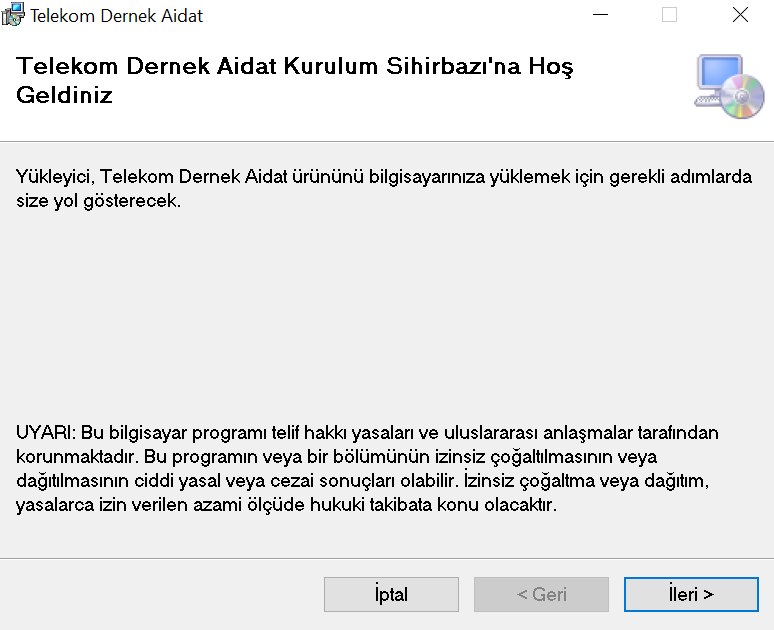 Telekom Dernek Aidat
Telekom Dernek Aidat Kurulum Sihirbazı'na Hoş
Geldiniz
Yükleyici, Telekom Dernek Aidat ürününü bilgisayarınıza yüklemek için gerekli adımlarda
size yol gösterecek.
UYARI: Bu bilgisayar programı telif hakkı yasaları ve uluslararası anlaşmalar tarafından
korunmaktadır. Bu programın veya bir bölümünün izinsiz çoğaltılmasının veya
dağıtılmasının ciddi yasal veya cezai sonuçları olabilir. İzinsiz çoğaltma veya dağıtım,
yasalarca izin verilen azami ölçüde hukuki takibata konu olacaktır.
İptal
< Geri
İleri >